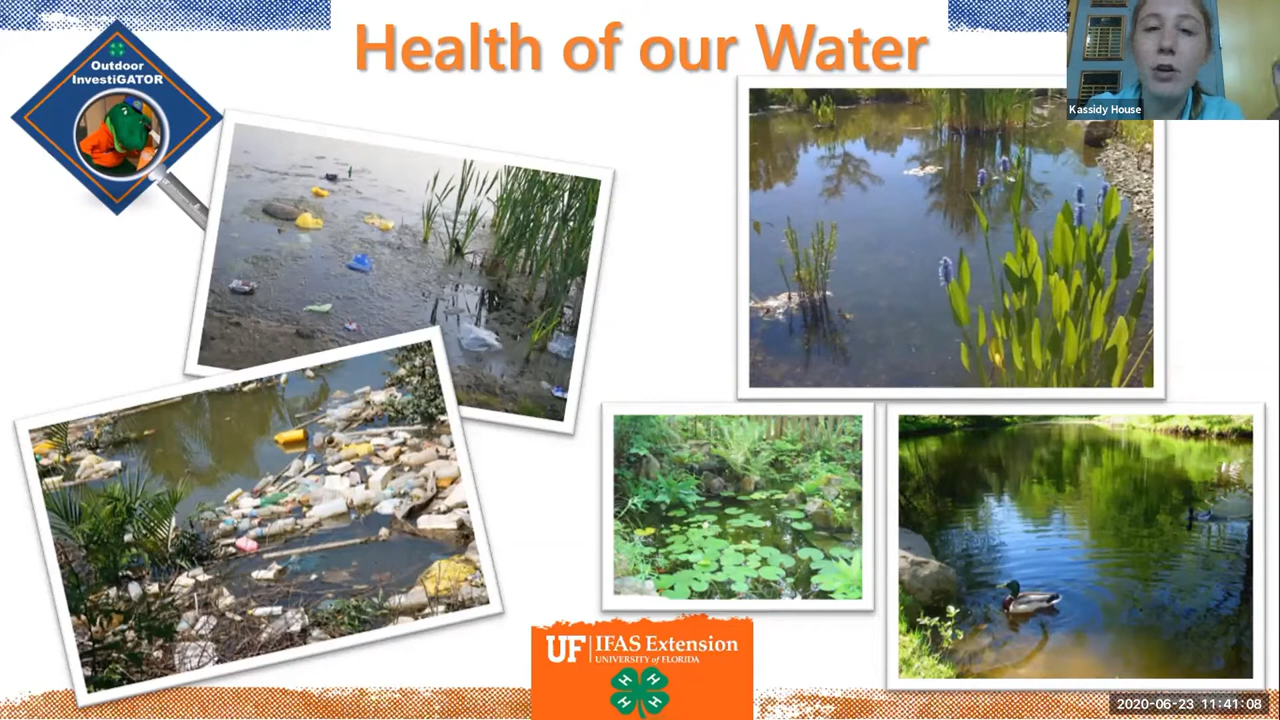 Health of our Water
Outdoor
InvestiGATOR
Kassidy House
UF IFAS Extension
UNIVERSITY of FLORIDA
H H
H H
2020-06-23 11:41:08